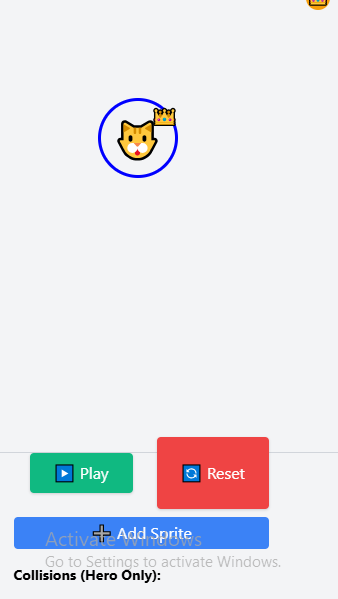 Play
Reset
Add Sprite
Activate Windows
Go to Settings to activate Windows.
Collisions (Hero Only):